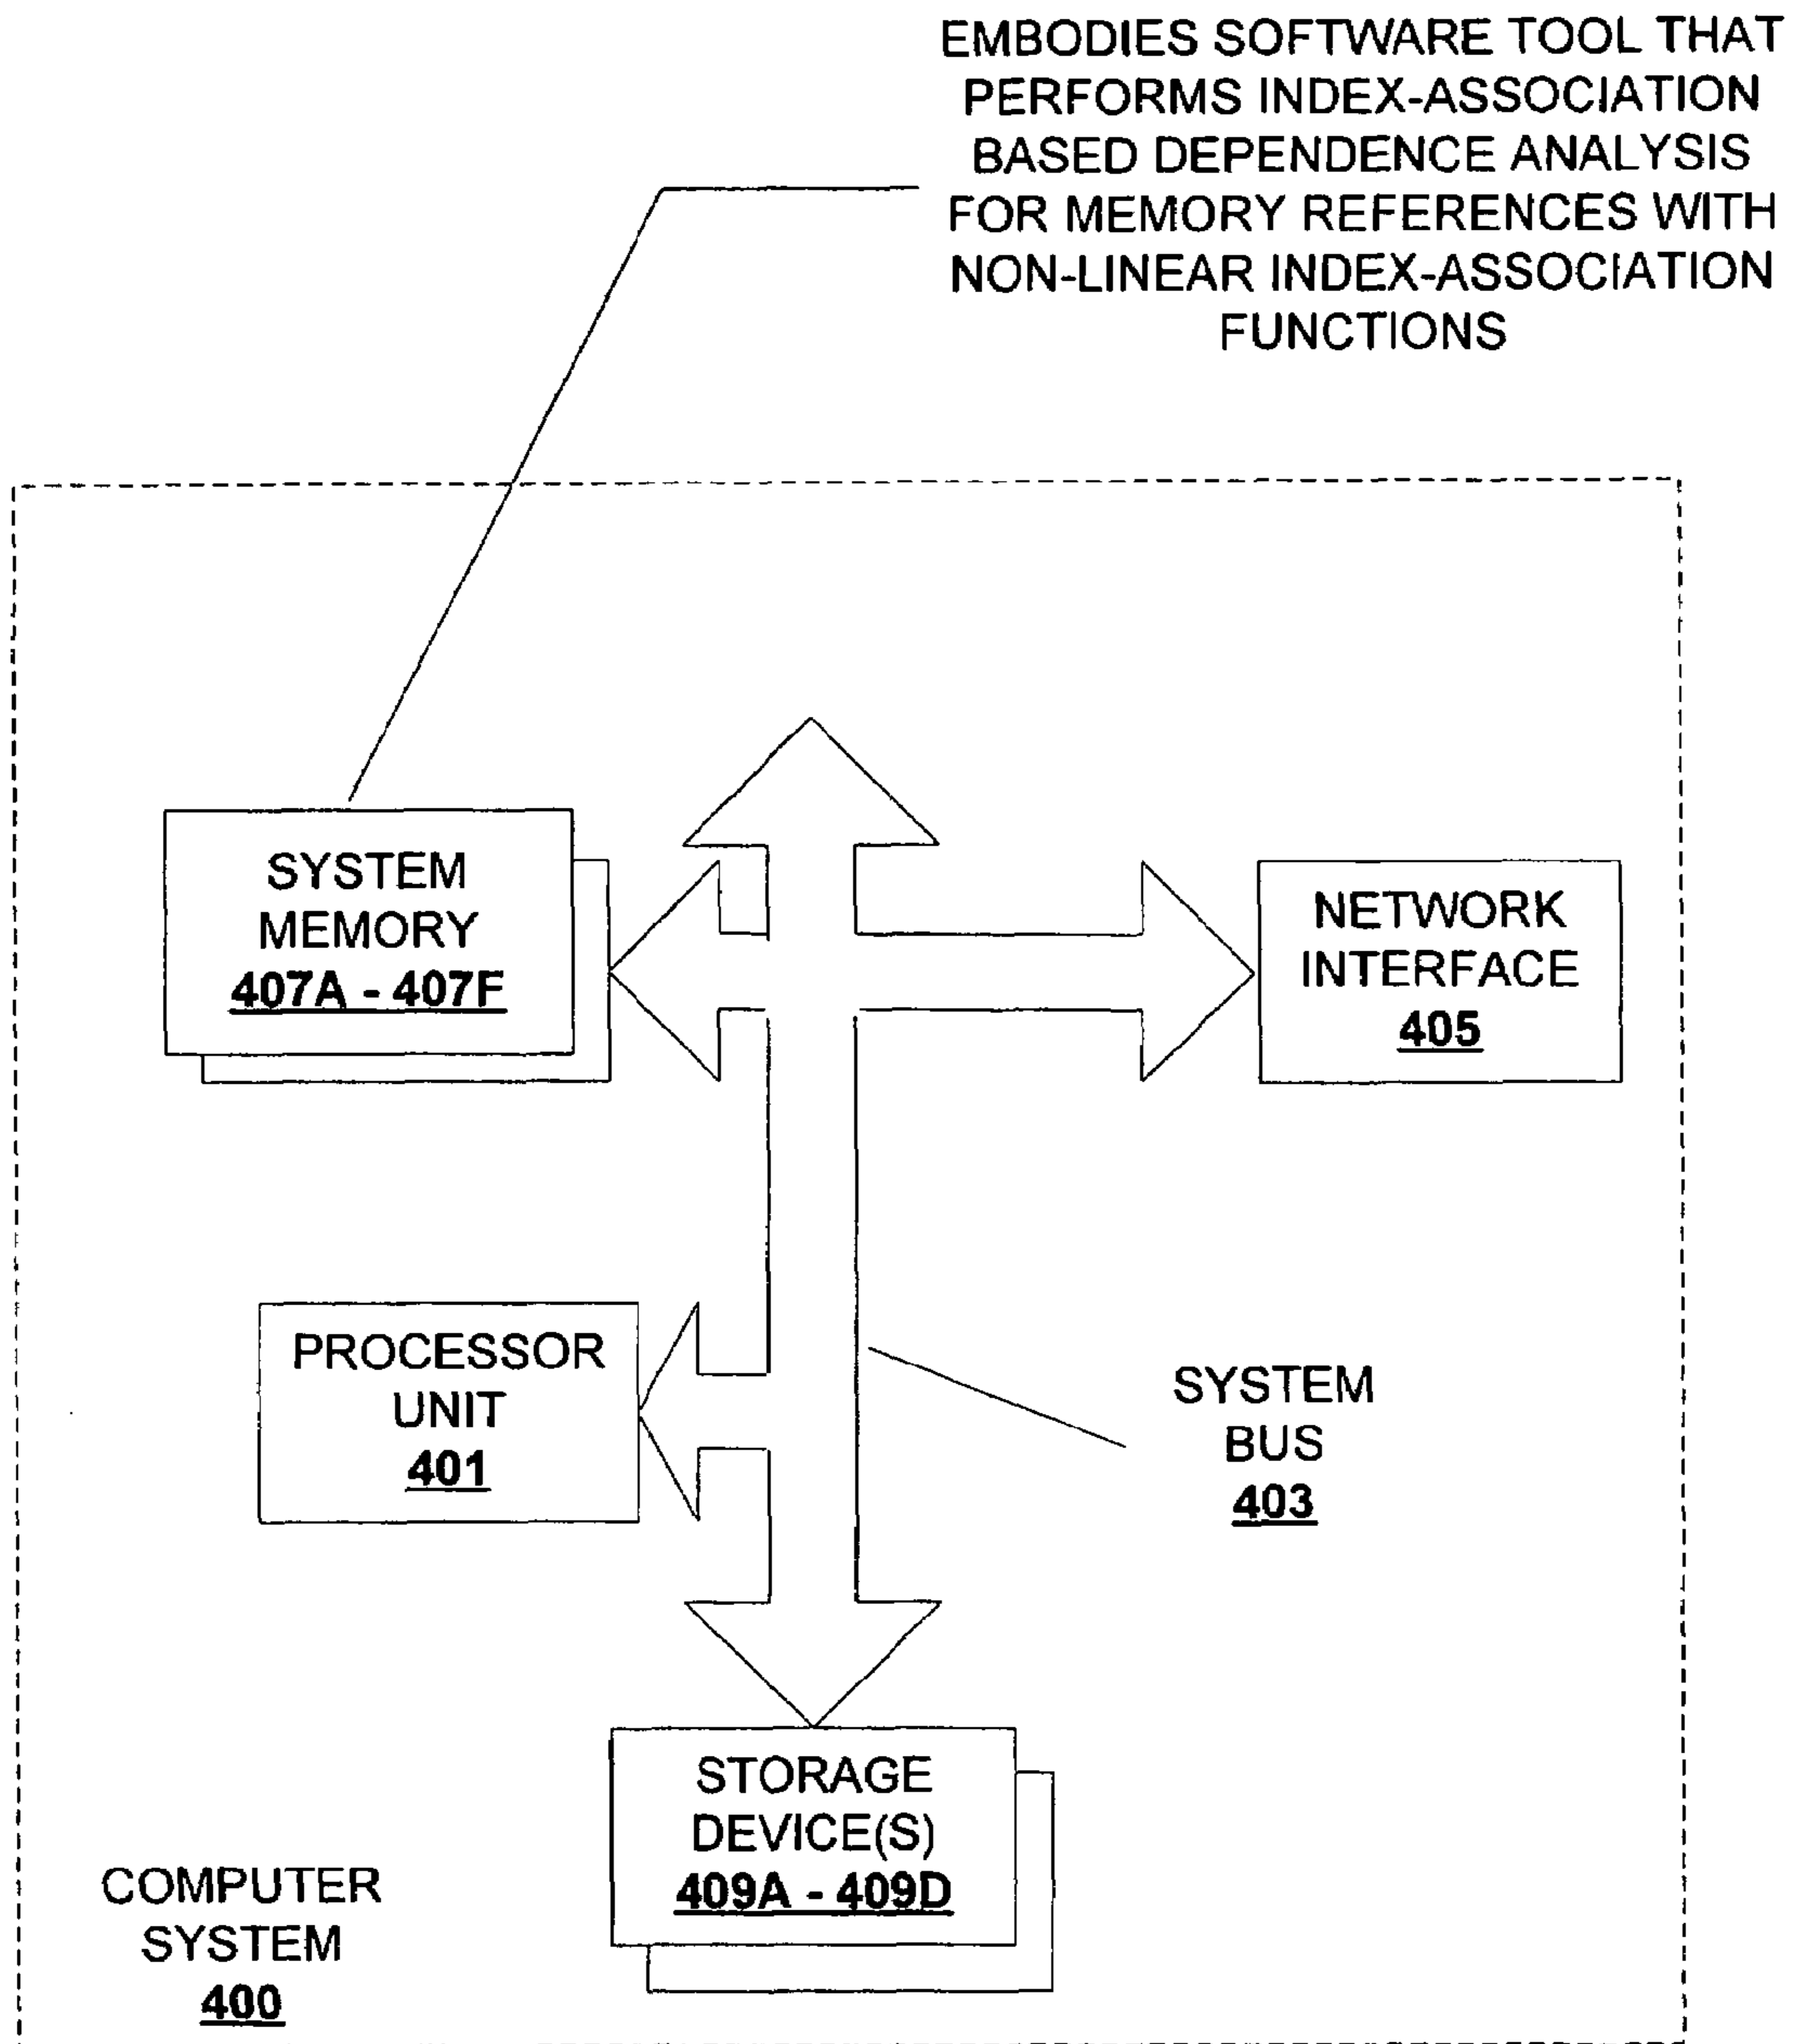 EMBODIES SOFTWARE TOOL THAT
PERFORMS INDEX-ASSOCIATION
BASED DEPENDENCE ANALYSIS
FOR MEMORY REFERENCES WITH
NON-LINEAR INDEX-ASSOCIATION
FUNCTIONS
SYSTEM
MEMORY
407A - 407F
NETWORK
INTERFACE
405
PROCESSOR
UNIT
401
SYSTEM
BUS
403
STORAGE
DEVICE(S)
409A - 409D
COMPUTER
SYSTEM
400